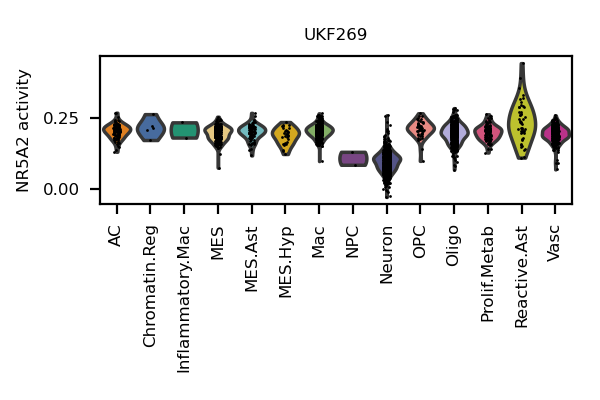 UKF269
NR5A2 activity
0.25
0.00
AC
Chromatin.Reg
Inflammatory.Mac
MES
MES.Ast
MES.Hyp
Mac
NPC
Neuron
OPC
Oligo
Prolif.Metab
Reactive.Ast
Vasc